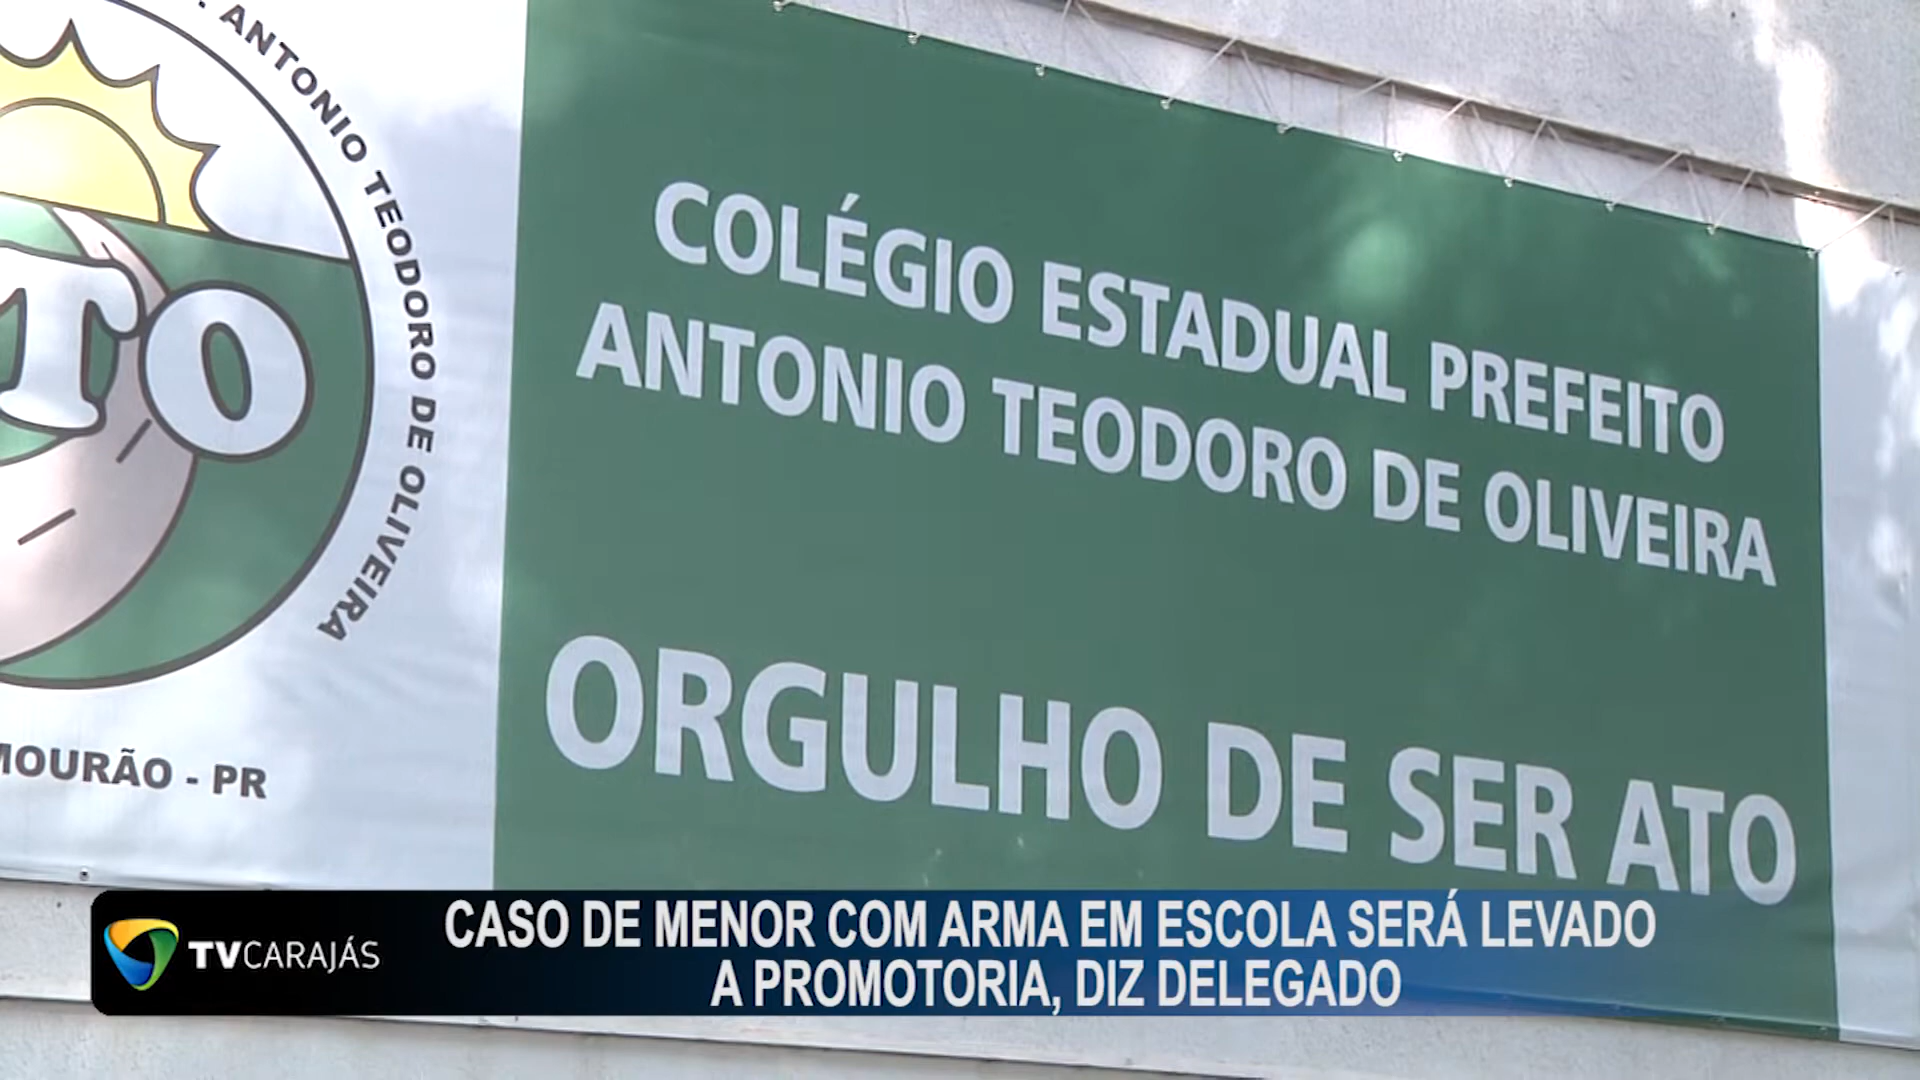 . ANTONIO TEODORO DE OLIVEIRA
TO
MOURÃO - PR
COLÉGIO ESTADUAL PREFEITO
ANTONIO TEODORO DE OLIVEIRA
ORGULHO DE SER ATO
TVCARAJÁS
CASO DE MENOR COM ARMA EM ESCOLA SERÁ LEVADO
A PROMOTORIA, DIZ DELEGADO